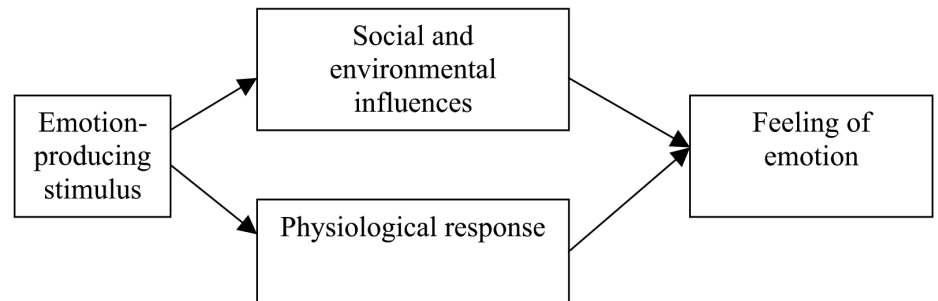 Social and
environmental
influences
Emotion-
producing
stimulus
Feeling of
emotion
Physiological response